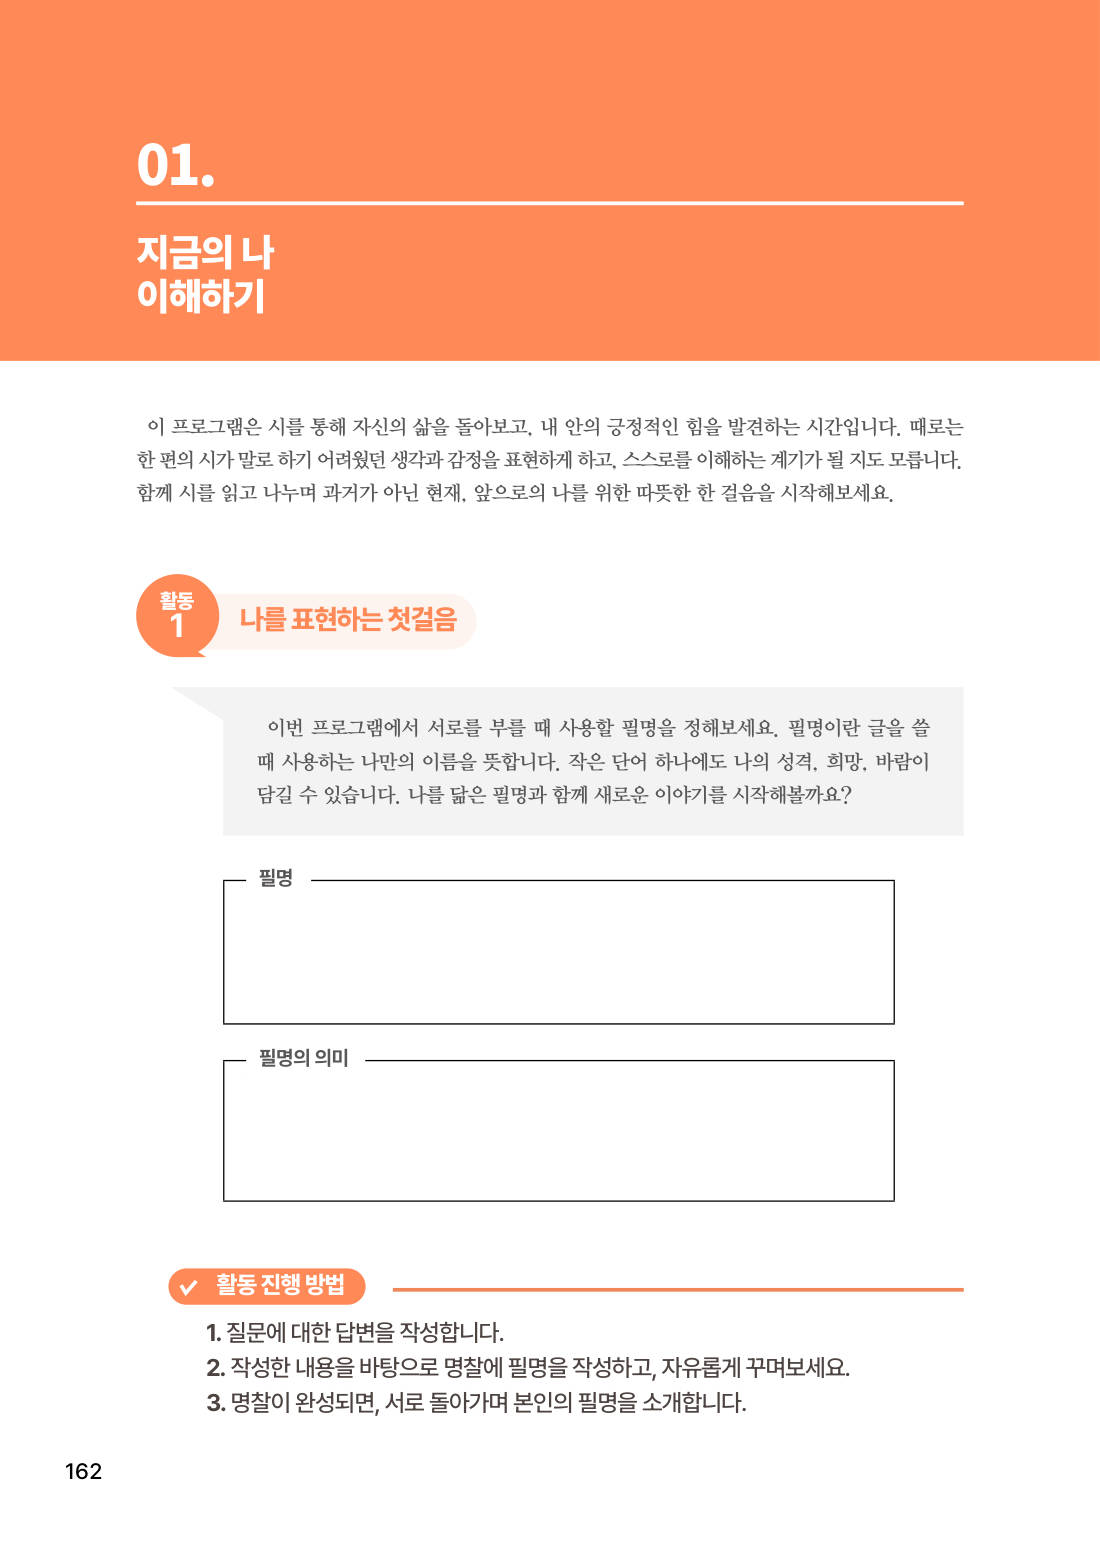 01.
지금의 나
이해하기
이 프로그램은 시를 통해 자신의 삶을 돌아보고, 내 안의 긍정적인 힘을 발견하는 시간입니다. 때로는
한 편의 시가 말로 하기 어려웠던 생각과 감정을 표현하게 하고, 스스로를 이해하는 계기가 될 지도 모릅니다.
함께 시를 읽고 나누며 과거가 아닌 현재, 앞으로의 나를 위한 따뜻한 한 걸음을 시작해보세요.
활동
1
나를 표현하는 첫걸음
이번 프로그램에서 서로를 부를 때 사용할 필명을 정해보세요. 필명이란 글을 쓸
때 사용하는 나만의 이름을 뜻합니다. 작은 단어 하나에도 나의 성격, 희망, 바람이
담길 수 있습니다. 나를 닮은 필명과 함께 새로운 이야기를 시작해볼까요?
필명
필명의 의미
활동 진행 방법
1. 질문에 대한 답변을 작성합니다.
2. 작성한 내용을 바탕으로 명찰에 필명을 작성하고, 자유롭게 꾸며보세요.
3. 명찰이 완성되면, 서로 돌아가며 본인의 필명을 소개합니다.
162